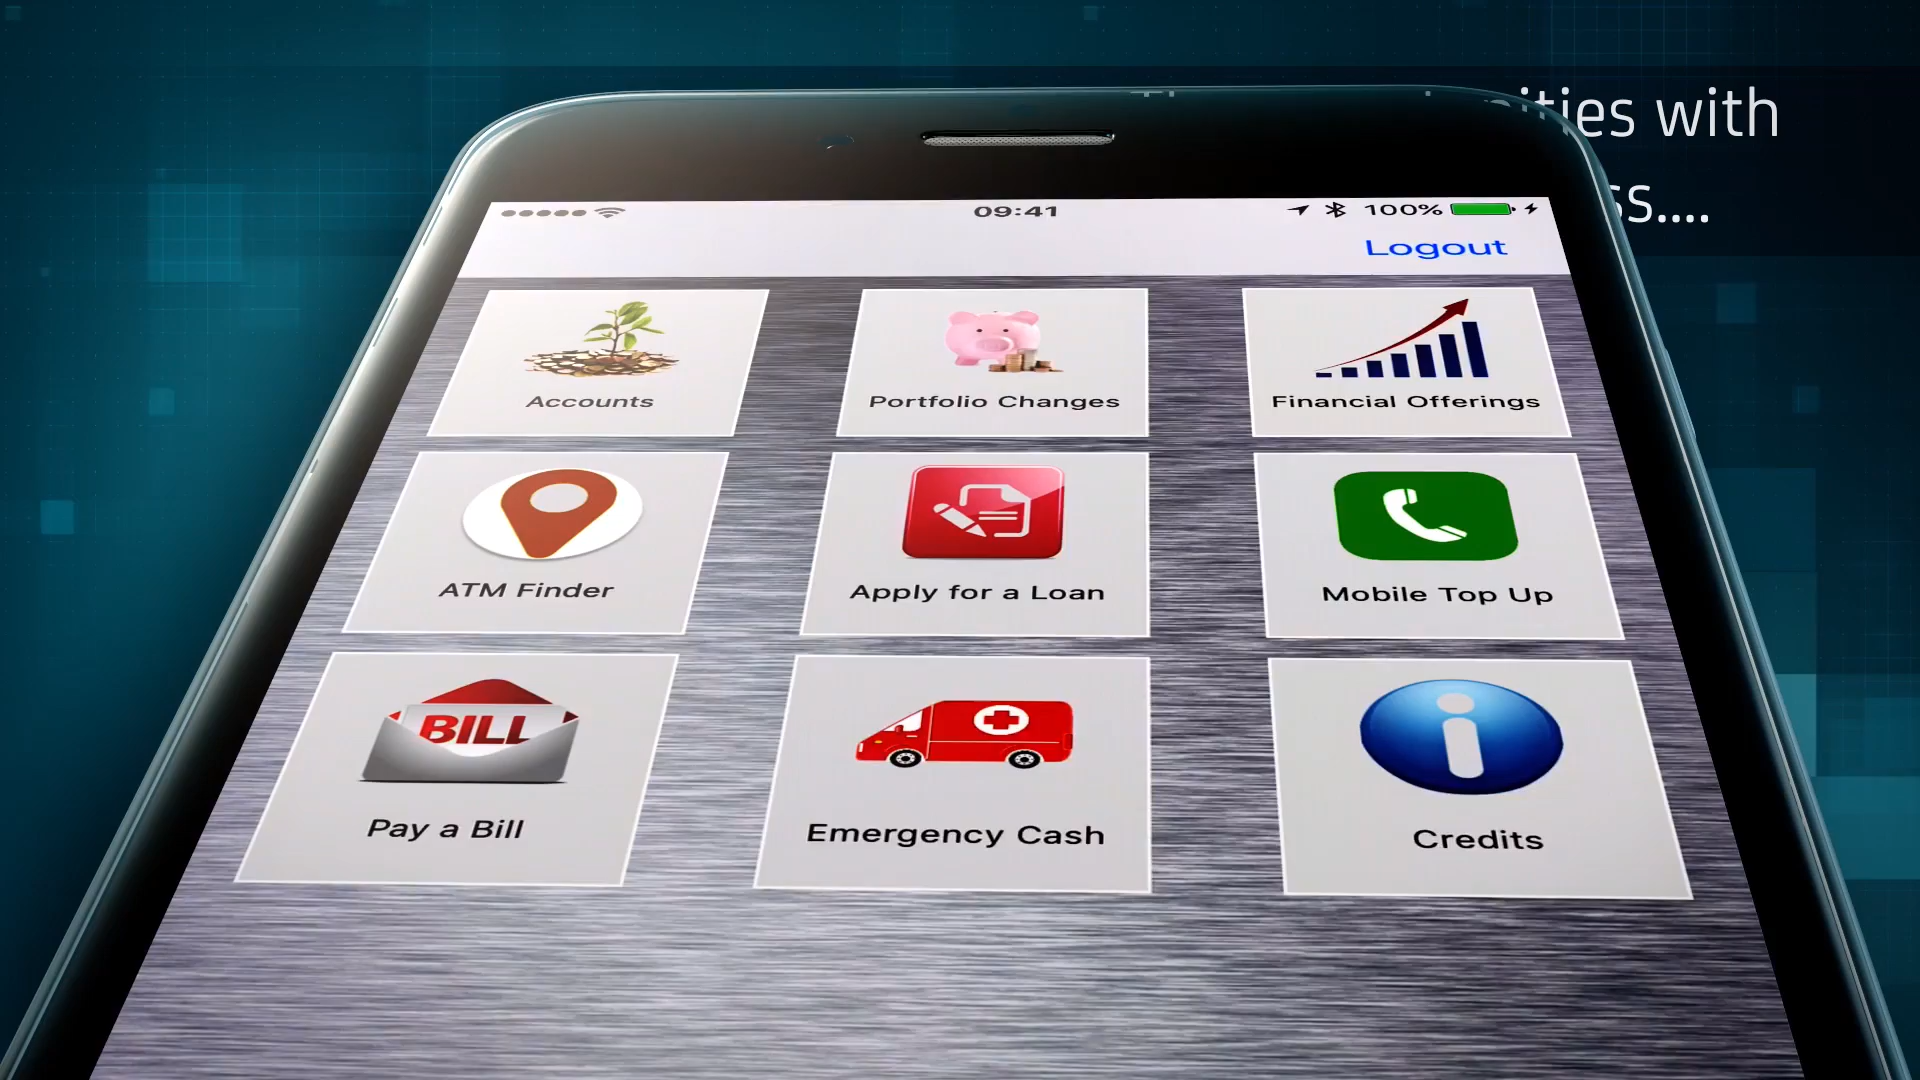 ities with
ss....
09:41
100%
Logout
Accounts
Portfolio Changes
Financial Offerings
ATM Finder
Apply for a Loan
Mobile Top Up
BILL
Pay a Bill
Emergency Cash
Credits